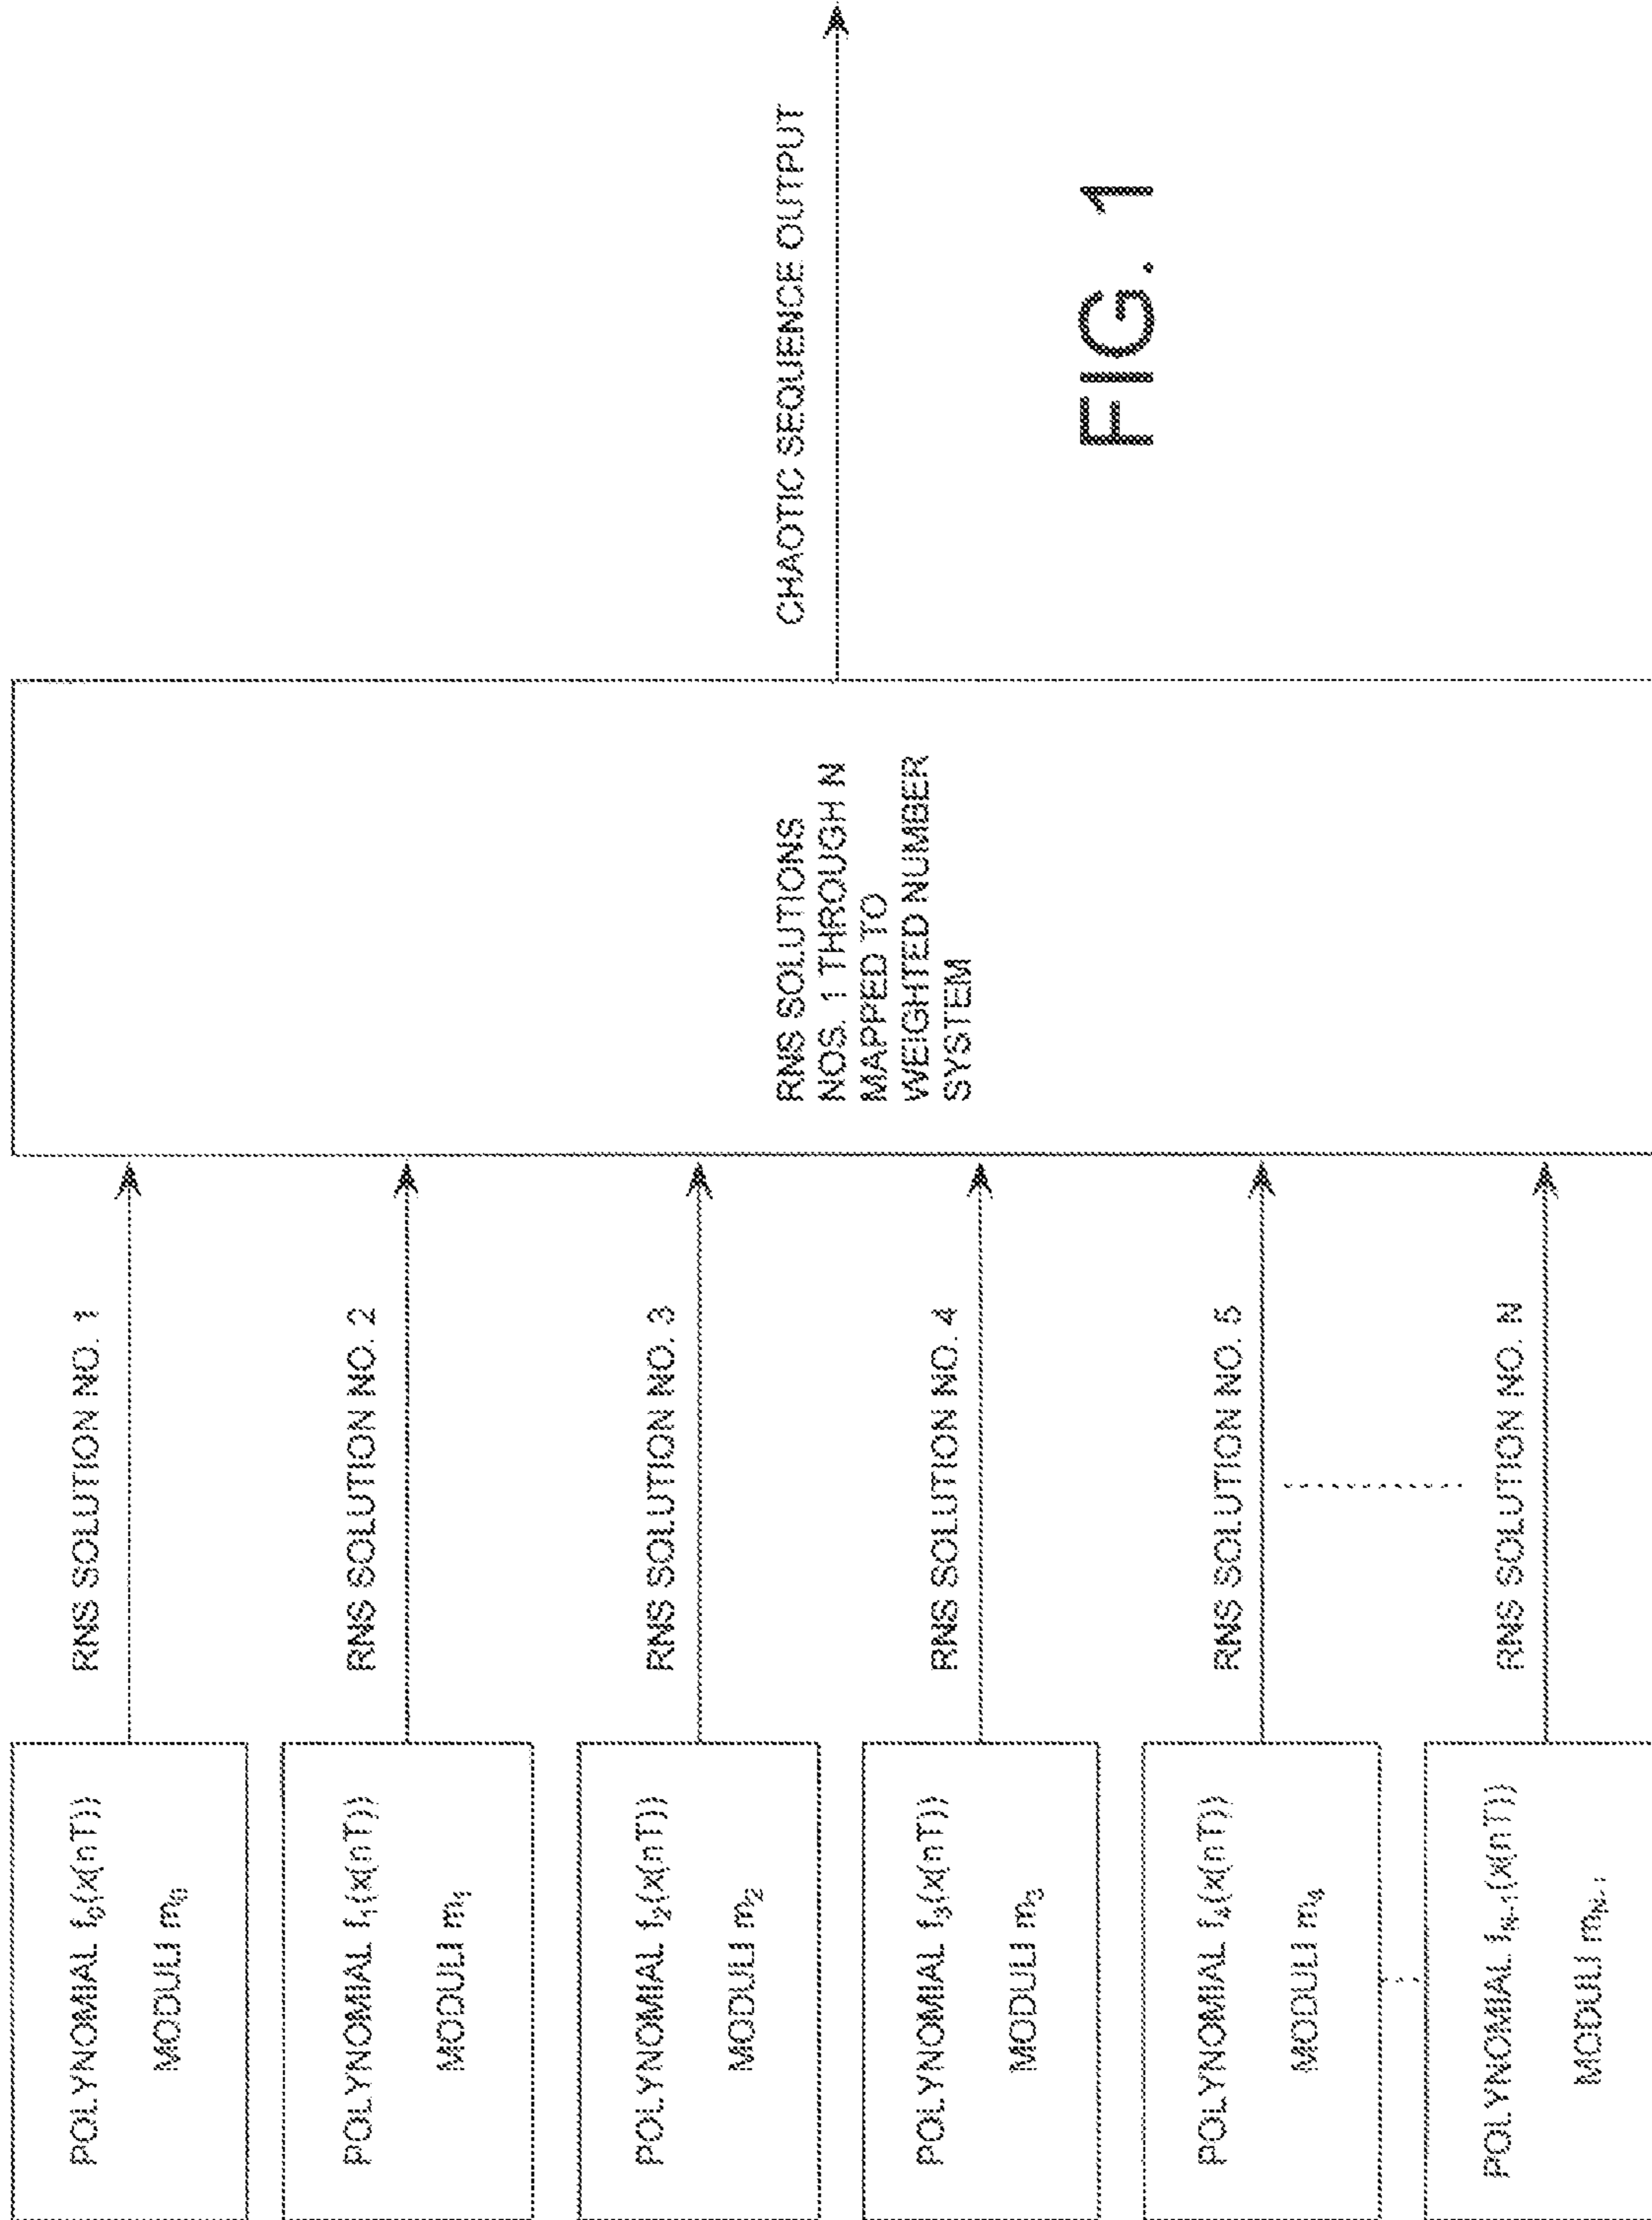 POLYNOMIAL f₀(x(nT))
MODULI m₀
RNS SOLUTION NO. 1
POLYNOMIAL f₁(x(nT))
MODULI m₁
RNS SOLUTION NO. 2
POLYNOMIAL f₂(x(nT))
MODULI m₂
RNS SOLUTION NO. 3
POLYNOMIAL f₃(x(nT))
MODULI m₃
RNS SOLUTION NO. 4
POLYNOMIAL f₄(x(nT))
MODULI m₄
RNS SOLUTION NO. 5
POLYNOMIAL f_N-1(x(nT))
MODULI m_N-1
RNS SOLUTION NO. N
RNS SOLUTIONS
NOS. 1 THROUGH N
MAPPED TO
WEIGHTED NUMBER
SYSTEM
CHAOTIC SEQUENCE OUTPUT
FIG. 1